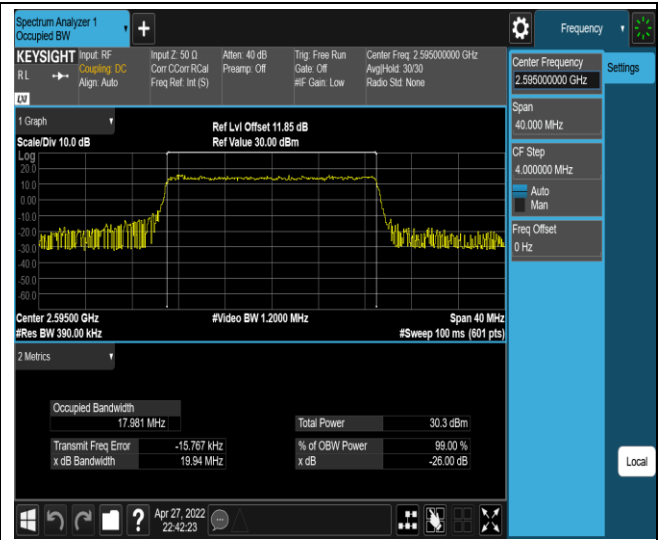 Spectrum Analyzer 1
Occupied BW
+
Frequency
KEYSIGHT
RL
Input: RF
Coupling: DC
Align: Auto
Input Z: 50 Ω
Corr CCorr RCal
Freq Ref: Int (S)
Atten: 40 dB
Preamp: Off
Trig: Free Run
Gate: Off
#IF Gain: Low
Center Freq: 2.595000000 GHz
Avg|Hold: 30/30
Radio Std: None
LXI
1 Graph
Scale/Div 10.0 dB
Ref Lvl Offset 11.85 dB
Ref Value 30.00 dBm
Log
20.0
10.0
0.00
-10.0
-20.0
-30.0
-40.0
-50.0
-60.0
Center 2.59500 GHz
#Res BW 390.00 kHz
#Video BW 1.2000 MHz
Span 40 MHz
#Sweep 100 ms (601 pts)
2 Metrics
Occupied Bandwidth
17.981 MHz
Transmit Freq Error -15.767 kHz
x dB Bandwidth 19.94 MHz
Total Power 30.3 dBm
% of OBW Power 99.00 %
x dB -26.00 dB
Center Frequency
2.595000000 GHz
Settings
Span
40.000 MHz
CF Step
4.000000 MHz
Auto
Man
Freq Offset
0 Hz
Local
?
Apr 27, 2022
22:42:23